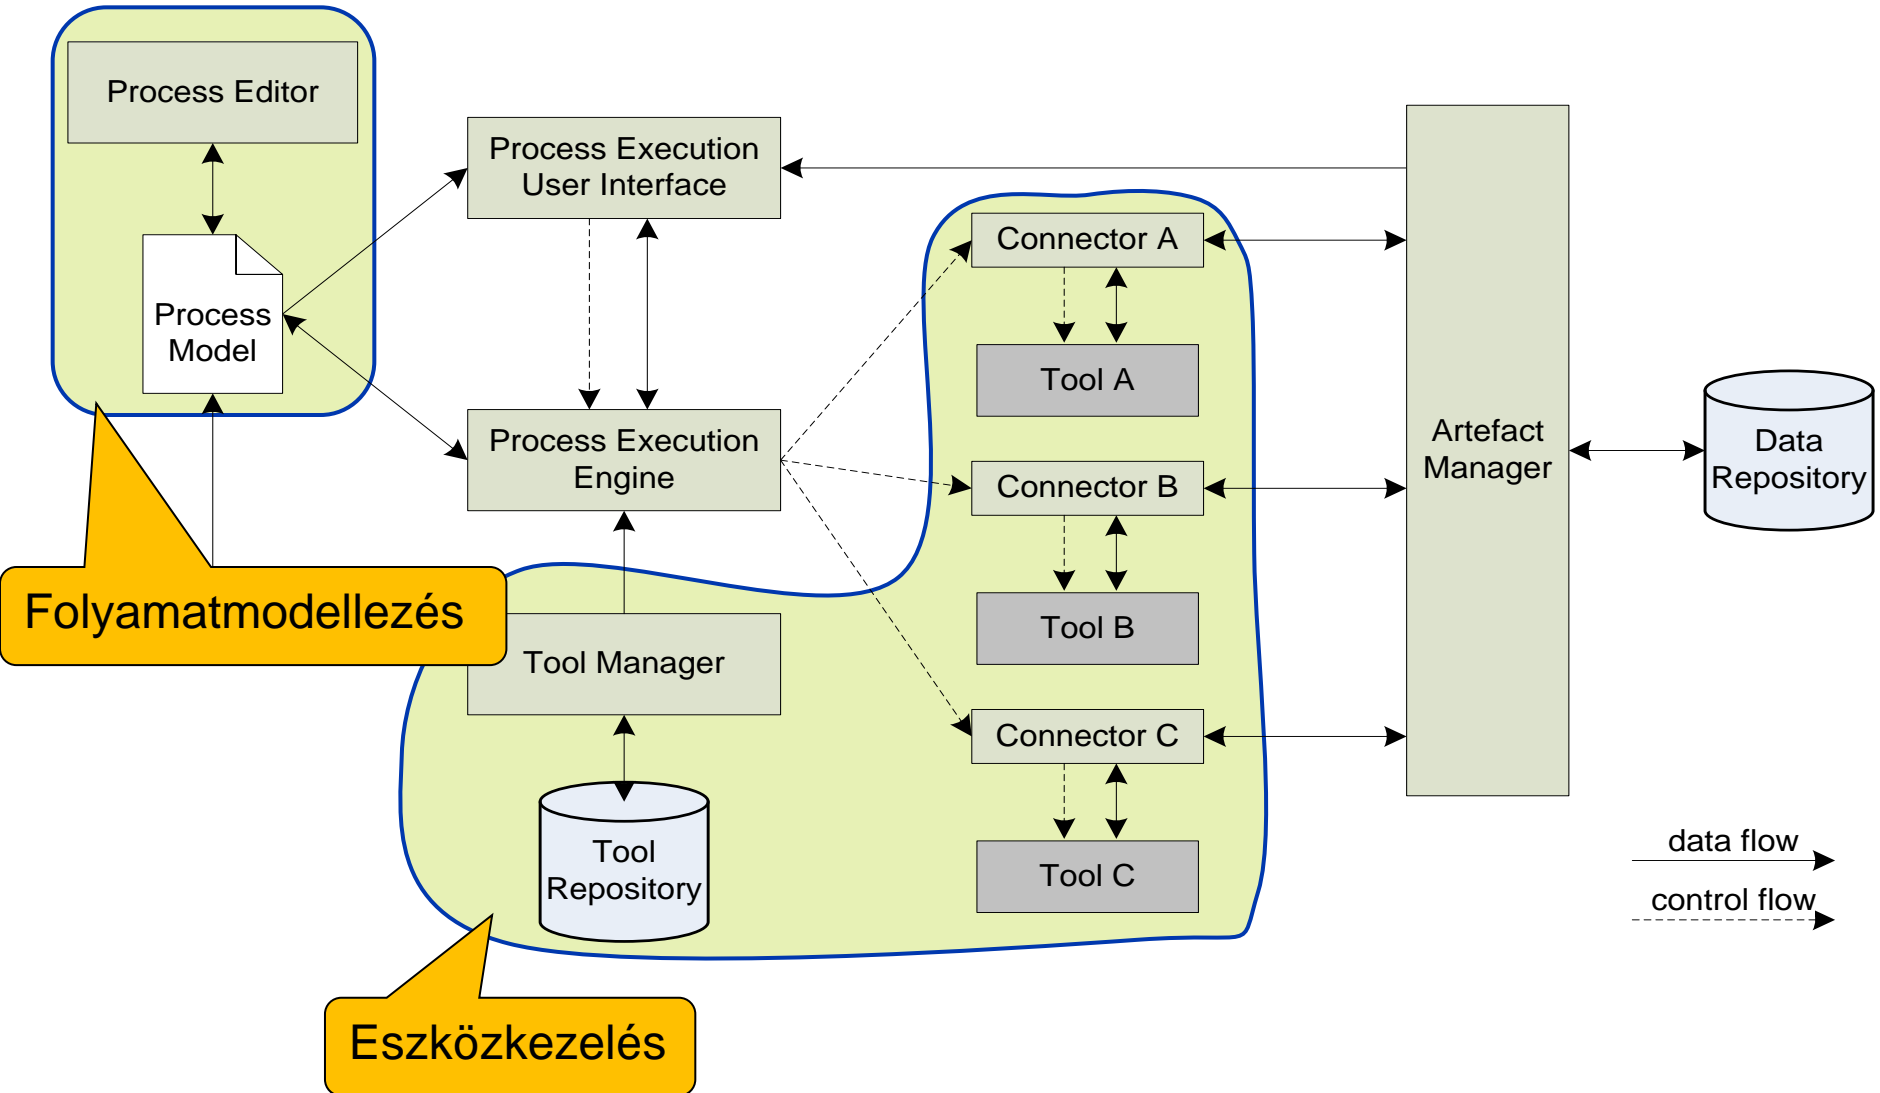 Process Editor
Process Execution
User Interface
Process
Model
Connector A
Tool A
Process Execution
Engine
Connector B
Artefact
Manager
Data
Repository
Folyamatmodellezés
Tool B
Tool Manager
Connector C
Tool
Repository
Tool C
data flow
control flow
Eszközkezelés